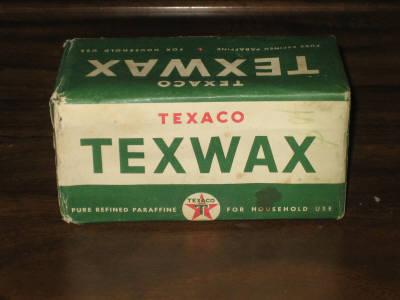 PURE REFINED PARAFFINE ★ FOR HOUSEHOLD USE
TEXWAX
TEXACO
TEXACO
TEXWAX
PURE REFINED PARAFFINE TEXACO T FOR HOUSEHOLD USE